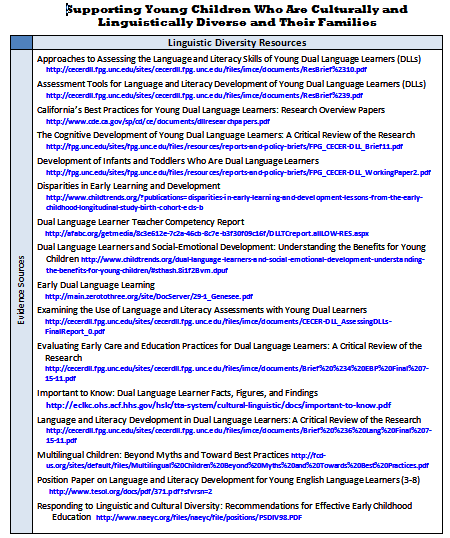 Supporting Young Children Who Are Culturally and
Linguistically Diverse and Their Families
Linguistic Diversity Resources
Evidence Sources
Approaches to Assessing the Language and Literacy Skills of Young Dual Language Learners (DLLs)
http://cecerdll.fpg.unc.edu/sites/cecerdll.fpg.unc.edu/files/imce/documents/ResBrief%2310.pdf
Assessment Tools for Language and Literacy Development of Young Dual Language Learners (DLLs)
http://cecerdll.fpg.unc.edu/sites/cecerdll.fpg.unc.edu/files/imce/documents/ResBrief%239.pdf
California's Best Practices for Young Dual Language Learners: Research Overview Papers
http://www.cde.ca.gov/sp/cd/ce/documents/dllresearchpapers.pdf
The Cognitive Development of Young Dual Language Learners: A Critical Review of the Research
http://fpg.unc.edu/sites/fpg.unc.edu/files/resources/reports-and-policy-briefs/FPG_CECER-DLL_Brief11.pdf
Development of Infants and Toddlers Who Are Dual Language Learners
http://fpg.unc.edu/sites/fpg.unc.edu/files/resources/reports-and-policy-briefs/FPG_CECER-DLL_WorkingPaper2.pdf
Disparities in Early Learning and Development
http://www.childtrends.org/?publications=disparities-in-early-learning-and-development-lessons-from-the-early-
childhood-longitudinal-study-birth-cohort-ecls-b
Dual Language Learner Teacher Competency Report
http://afabc.org/getmedia/8c3e612e-7c2a-46cb-8c7e-b3f30f09c16f/DLLTCreport.allLOW-RES.aspx
Dual Language Learners and Social-Emotional Development: Understanding the Benefits for Young
Children http://www.childtrends.org/dual-language-learners-and-social-emotional-development-understanding-
the-benefits-for-young-children/#sthash.8i1f2Bvm.dpuf
Early Dual Language Learning
http://main.zerotothree.org/site/DocServer/29-1_Genesee.pdf
Examining the Use of Language and Literacy Assessments with Young Dual Learners
http://cecerdll.fpg.unc.edu/sites/cecerdll.fpg.unc.edu/files/imce/documents/CECER-DLL_AssessingDLLs-
FinalReport_0.pdf
Evaluating Early Care and Education Practices for Dual Language Learners: A Critical Review of the
Research
http://cecerdll.fpg.unc.edu/sites/cecerdll.fpg.unc.edu/files/imce/documents/Brief%20%234%20EBP%20Final%207-
15-11.pdf
Important to Know: Dual Language Learner Facts, Figures, and Findings
http://eclkc.ohs.acf.hhs.gov/hslc/tta-system/cultural-linguistic/docs/important-to-know.pdf
Language and Literacy Development in Dual Language Learners: A Critical Review of the Research
http://cecerdll.fpg.unc.edu/sites/cecerdll.fpg.unc.edu/files/imce/documents/Brief%20%236%20Lang%20Final%207-
15-11.pdf
Multilingual Children: Beyond Myths and Toward Best Practices http://fcd-
us.org/sites/default/files/Multilingual%20Children%20Beyond%20Myths%20and%20Towards%20Best%20Practices.pdf
Position Paper on Language and Literacy Development for Young English Language Learners (3-8)
http://www.tesol.org/docs/pdf/371.pdf?sfvrsn=2
Responding to Linguistic and Cultural Diversity: Recommendations for Effective Early Childhood
Education http://www.naeyc.org/files/naeyc/file/positions/PSDIV98.PDF